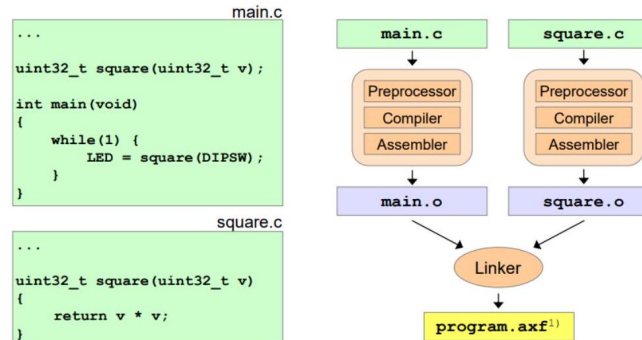 main.c
...
uint32_t square(uint32_t v);
int main(void)
{
while(1) {
LED = square(DIPSW);
}
}
square.c
...
uint32_t square(uint32_t v)
{
return v * v;
}
main.c
square.c
Preprocessor
Compiler
Assembler
Preprocessor
Compiler
Assembler
main.o
square.o
Linker
program.axf1)